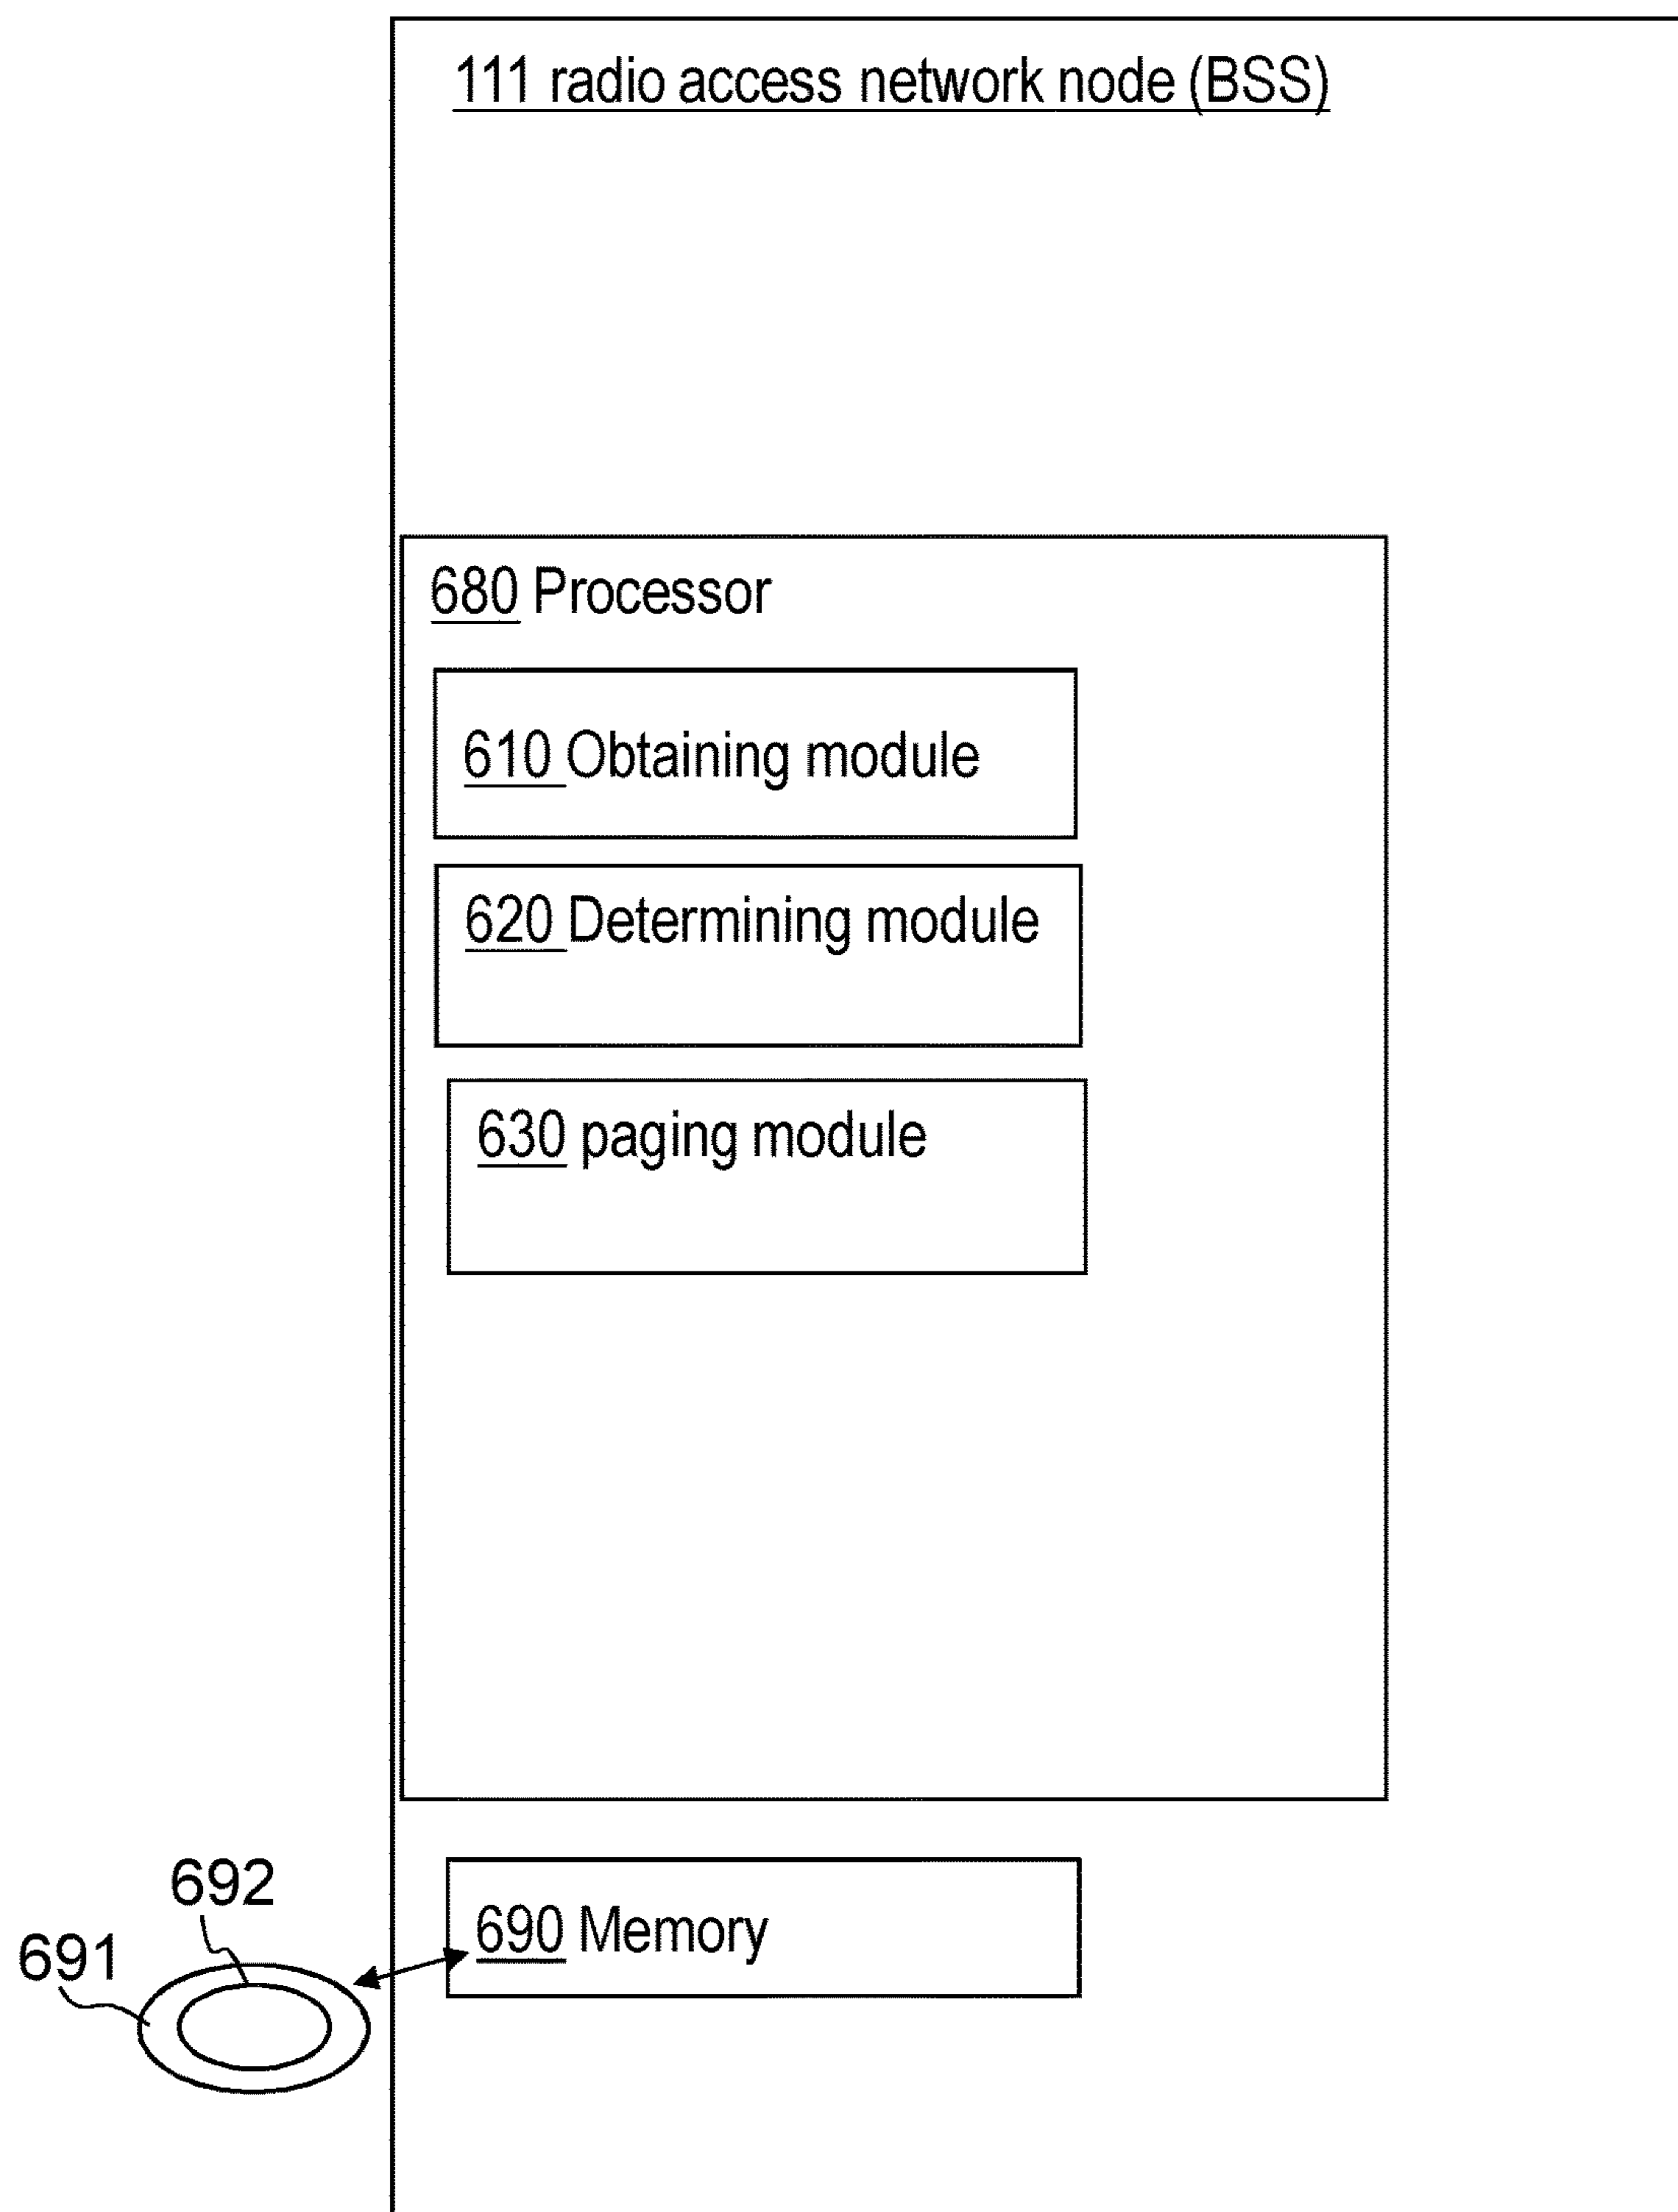 111 radio access network node (BSS)
680 Processor
610 Obtaining module
620 Determining module
630 paging module
692
690 Memory
691